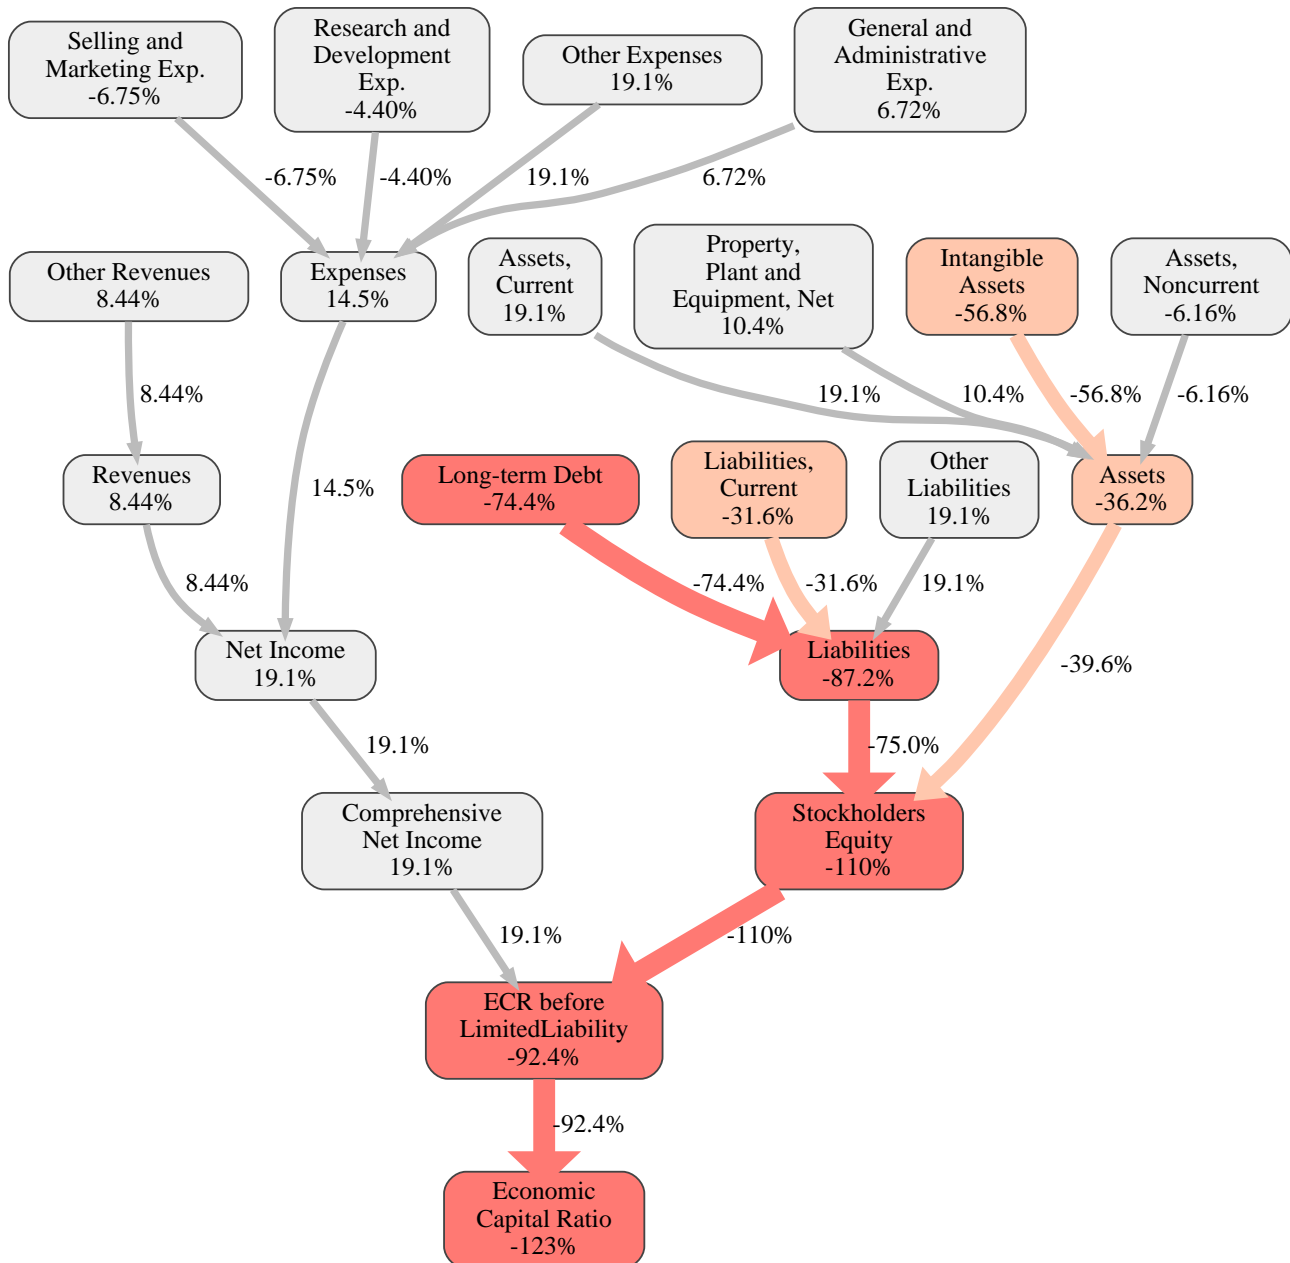 Selling and
Marketing Exp.
-6.75%
Research and
Development
Exp.
-4.40%
Other Expenses
19.1%
General and
Administrative
Exp.
6.72%
-6.75%
-4.40%
19.1%
6.72%
Other Revenues
8.44%
Expenses
14.5%
Assets,
Current
19.1%
Property,
Plant and
Equipment, Net
10.4%
Intangible
Assets
-56.8%
Assets,
Noncurrent
-6.16%
8.44%
19.1%
10.4%
-56.8%
-6.16%
Revenues
8.44%
14.5%
Long-term Debt
-74.4%
Liabilities,
Current
-31.6%
Other
Liabilities
19.1%
Assets
-36.2%
8.44%
-74.4%
-31.6%
19.1%
Net Income
19.1%
Liabilities
-87.2%
-39.6%
19.1%
-75.0%
Comprehensive
Net Income
19.1%
Stockholders
Equity
-110%
19.1%
-110%
ECR before
LimitedLiability
-92.4%
-92.4%
Economic
Capital Ratio
-123%